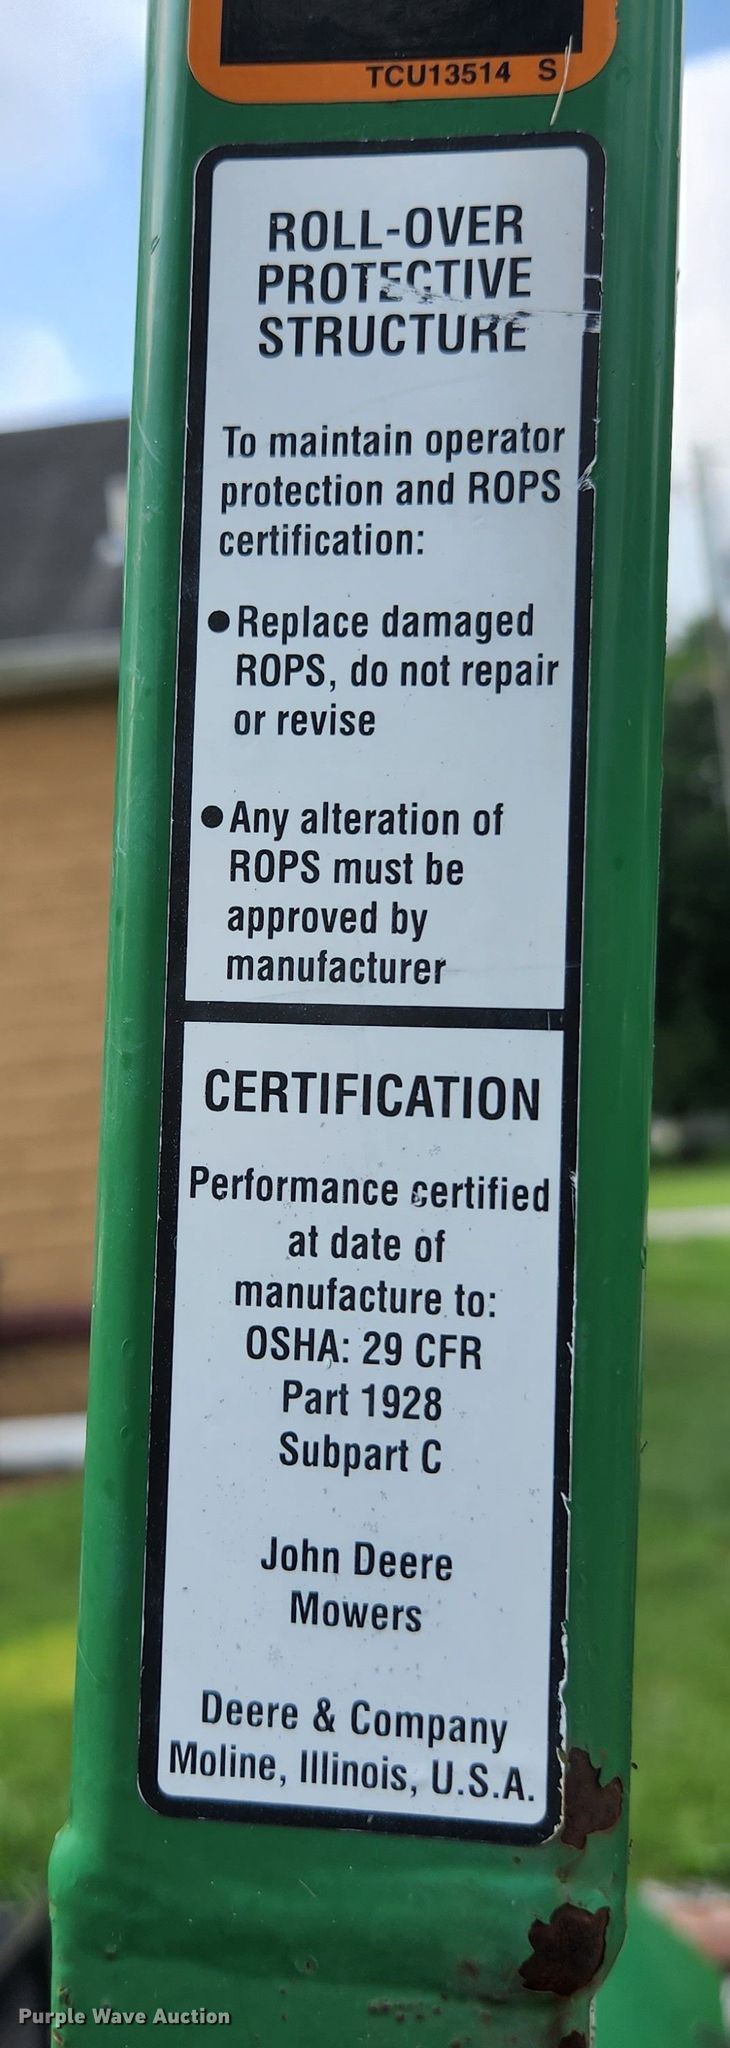 TCU13514 S
ROLL-OVER
PROTECTIVE
STRUCTURE
To maintain operator
protection and ROPS
certification:
● Replace damaged
ROPS, do not repair
or revise
● Any alteration of
ROPS must be
approved by
manufacturer
CERTIFICATION
Performance certified
at date of
manufacture to:
OSHA: 29 CFR
Part 1928
Subpart C
John Deere
Mowers
Deere & Company
Moline, Illinois, U.S.A.
Purple Wave Auction